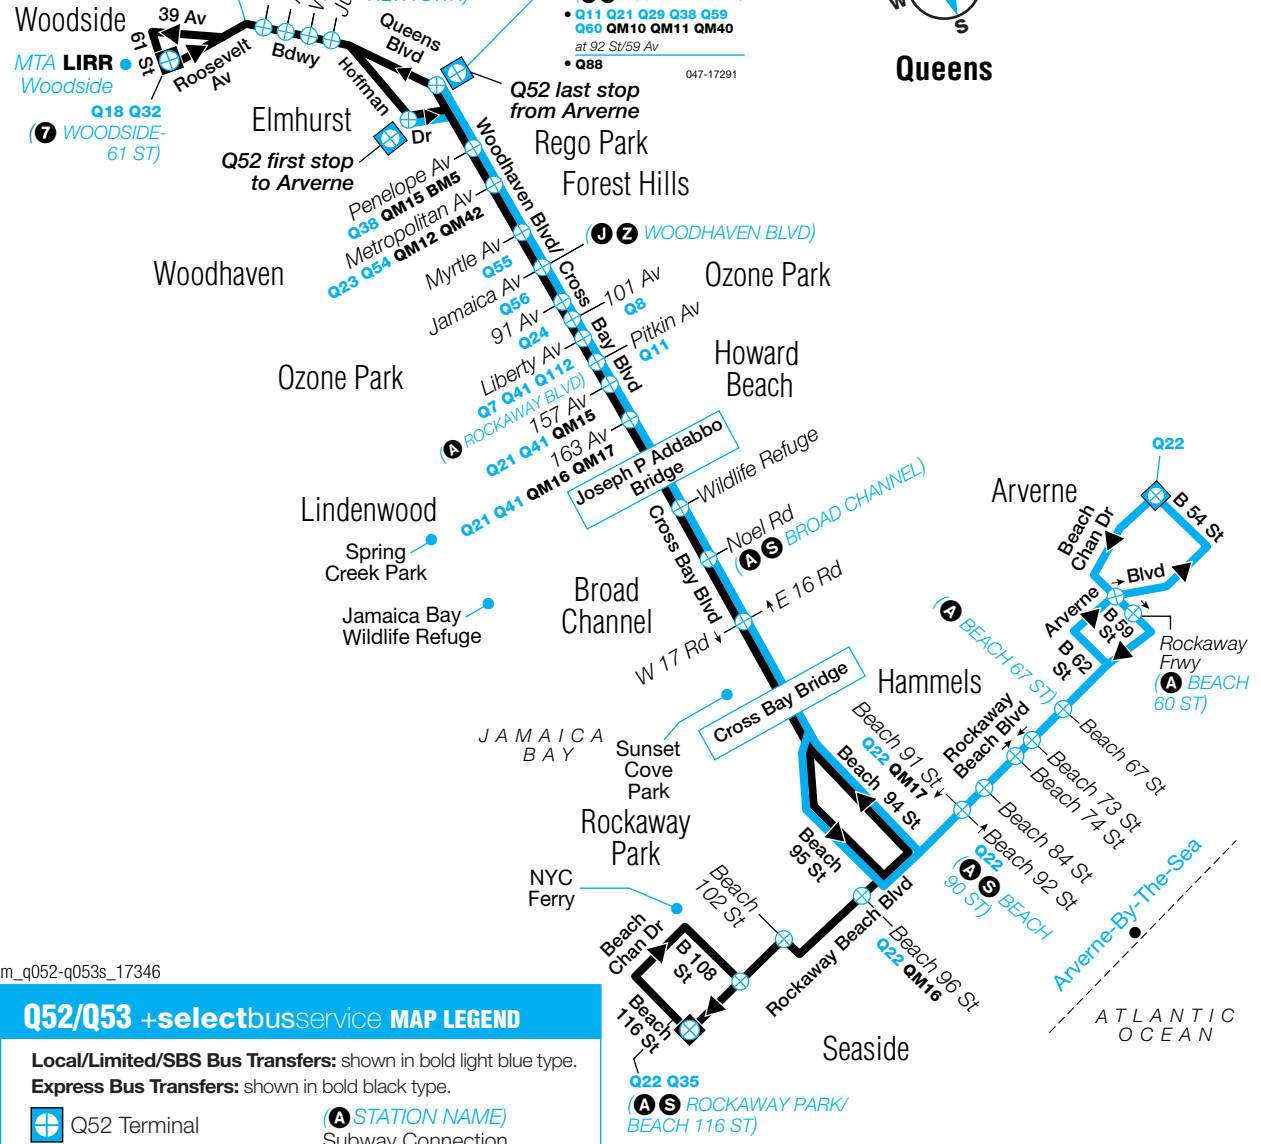 Woodside
39 Av
61 St
Roosevelt
Av
MTA LIRR
Woodside
Q18 Q32
(7 WOODSIDE-
61 ST)
Bdwy
Hoffman
Dr
Queens
Blvd
Q11 Q21 Q29 Q38 Q59
Q60 QM10 QM11 QM40
at 92 St/59 Av
Q88
047-17291
W
S
Queens
Elmhurst
Q52 last stop
from Arverne
Q52 first stop
to Arverne
Rego Park
Forest Hills
Woodhaven Blvd/
Cross
Bay
Blvd
Penelope Av
Q38 QM15 BM5
Metropolitan Av
Q23 Q54 QM12 QM42
(J Z WOODHAVEN BLVD)
Woodhaven
Myrtle Av
Q55
Jamaica Av
Q56
91 Av
Q24
101 Av
Q8
Ozone Park
Pitkin Av
Q11
Liberty Av
Q7 Q41 Q112
(A ROCKAWAY BLVD)
Ozone Park
Howard
Beach
157 Av
Q21 Q41 QM15
163 Av
Q21 Q41 QM16 QM17
Joseph P Addabbo
Bridge
Lindenwood
Spring
Creek Park
Jamaica Bay
Wildlife Refuge
Wildlife Refuge
Noel Rd
(A S BROAD CHANNEL)
Cross Bay Blvd
Broad
Channel
E 16 Rd
W 17 Rd
Cross Bay Bridge
JAMAICA
BAY
Sunset
Cove
Park
Q22
Arverne
B 54 St
Beach
Chan Dr
Blvd
Arverne
B 59
St
B 62
St
Rockaway
Frwy
(A BEACH
60 ST)
(A BEACH 67 ST)
Hammels
Rockaway
Beach Blvd
Beach 67 St
Beach 73 St
Beach 74 St
Beach 84 St
Beach 91 St
Q22 QM17
Beach 92 St
Q22
(A S BEACH
90 ST)
Beach 94 St
Beach
95 St
Rockaway
Park
NYC
Ferry
Beach
102 St
Rockaway Beach Blvd
Beach 96 St
Q22 QM16
Beach
Chan Dr
B 108
St
Beach
116 St
Q22 Q35
(A S ROCKAWAY PARK/
BEACH 116 ST)
Seaside
Arverne-By-The-Sea
ATLANTIC
OCEAN
m_q052-q053s_17346
Q52/Q53 +selectbusservice MAP LEGEND
Local/Limited/SBS Bus Transfers: shown in bold light blue type.
Express Bus Transfers: shown in bold black type.
Q52 Terminal
(A STATION NAME)
Subway Connection